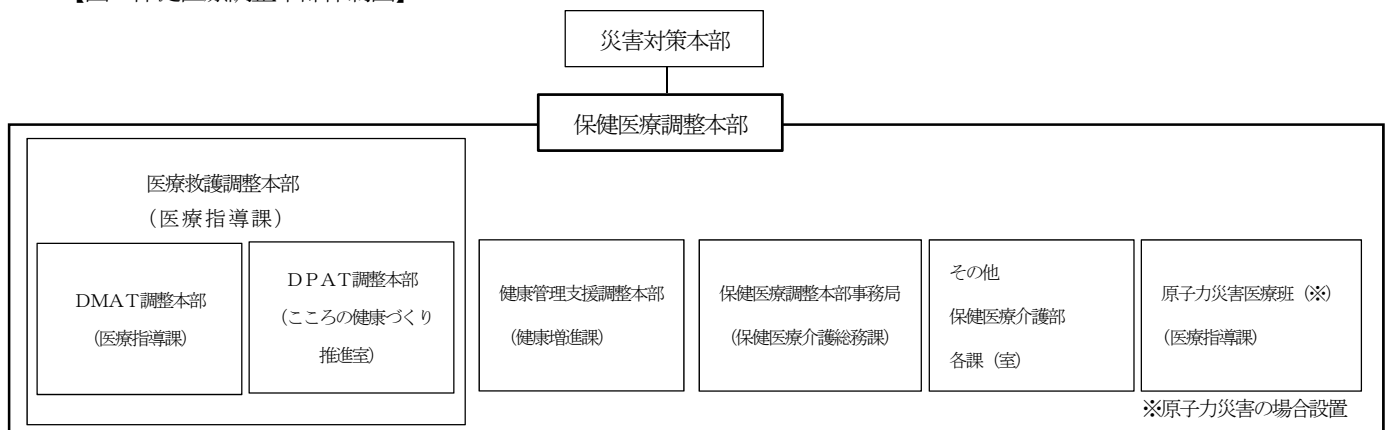 災害対策本部
保健医療調整本部
医療救護調整本部
（医療指導課）
ＤＭＡＴ調整本部
（医療指導課）
ＤＰＡＴ調整本部
（こころの健康づくり
推進室）
健康管理支援調整本部
（健康増進課）
保健医療調整本部事務局
（保健医療介護総務課）
その他
保健医療介護部
各課（室）
原子力災害医療班（※）
（医療指導課）
※原子力災害の場合設置